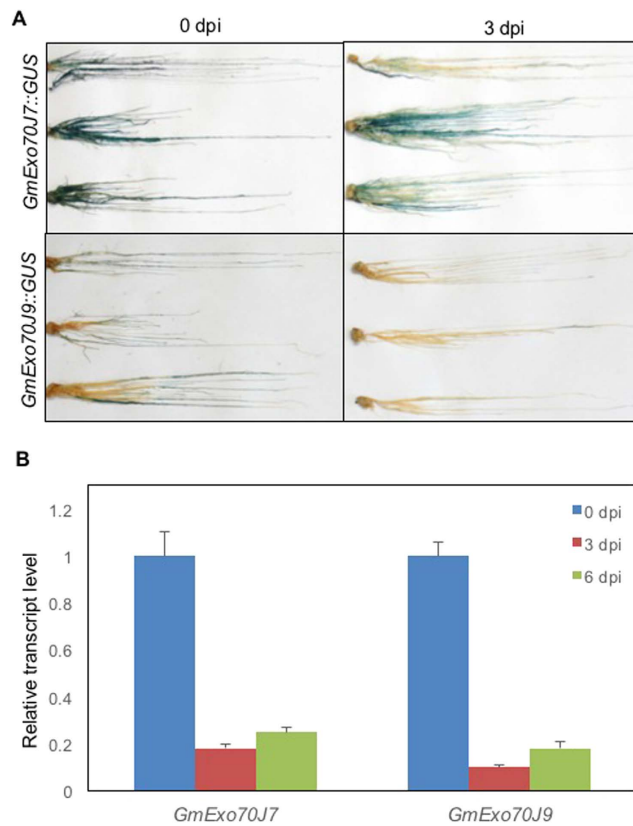 A
0 dpi
3 dpi
GmExo70J7::GUS
GmExo70J9::GUS
B
Relative transcript level
1.2
1
0.8
0.6
0.4
0.2
0
0 dpi
3 dpi
6 dpi
GmExo70J7
GmExo70J9